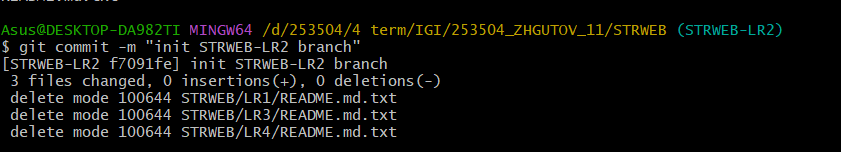 Asus@DESKTOP-DA982TI MINGW64 /d/253504/4 term/IGI/253504_ZHGUTOV_11/STRWEB (STRWEB-LR2)
$ git commit -m "init STRWEB-LR2 branch"
[STRWEB-LR2 f7091fe] init STRWEB-LR2 branch
 3 files changed, 0 insertions(+), 0 deletions(-)
 delete mode 100644 STRWEB/LR1/README.md.txt
 delete mode 100644 STRWEB/LR3/README.md.txt
 delete mode 100644 STRWEB/LR4/README.md.txt